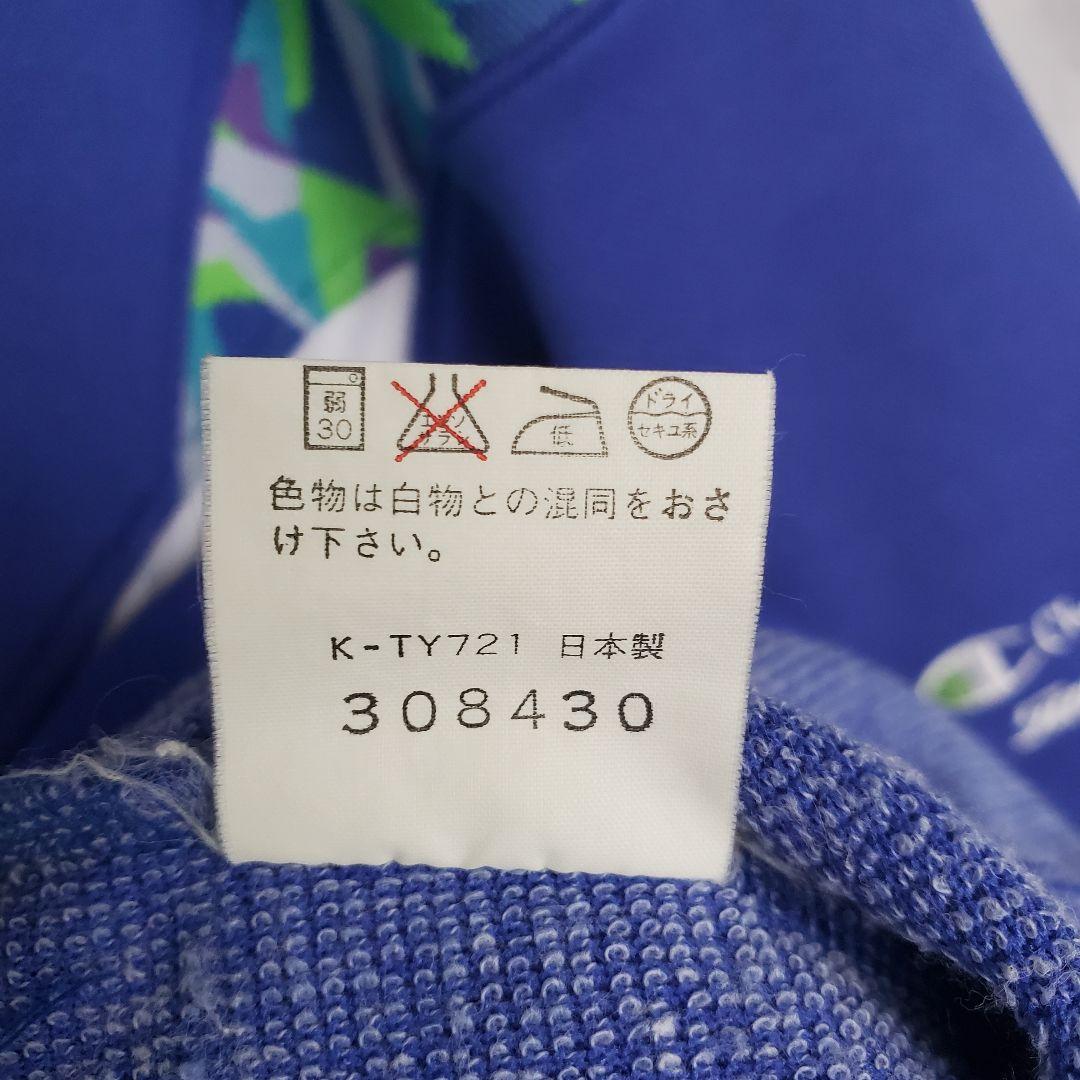 弱 エンソ 低 ドライ
30 サラシ セキユ系
色物は白物との混同をおさ
け下さい。
K-TY721 日本製
308430